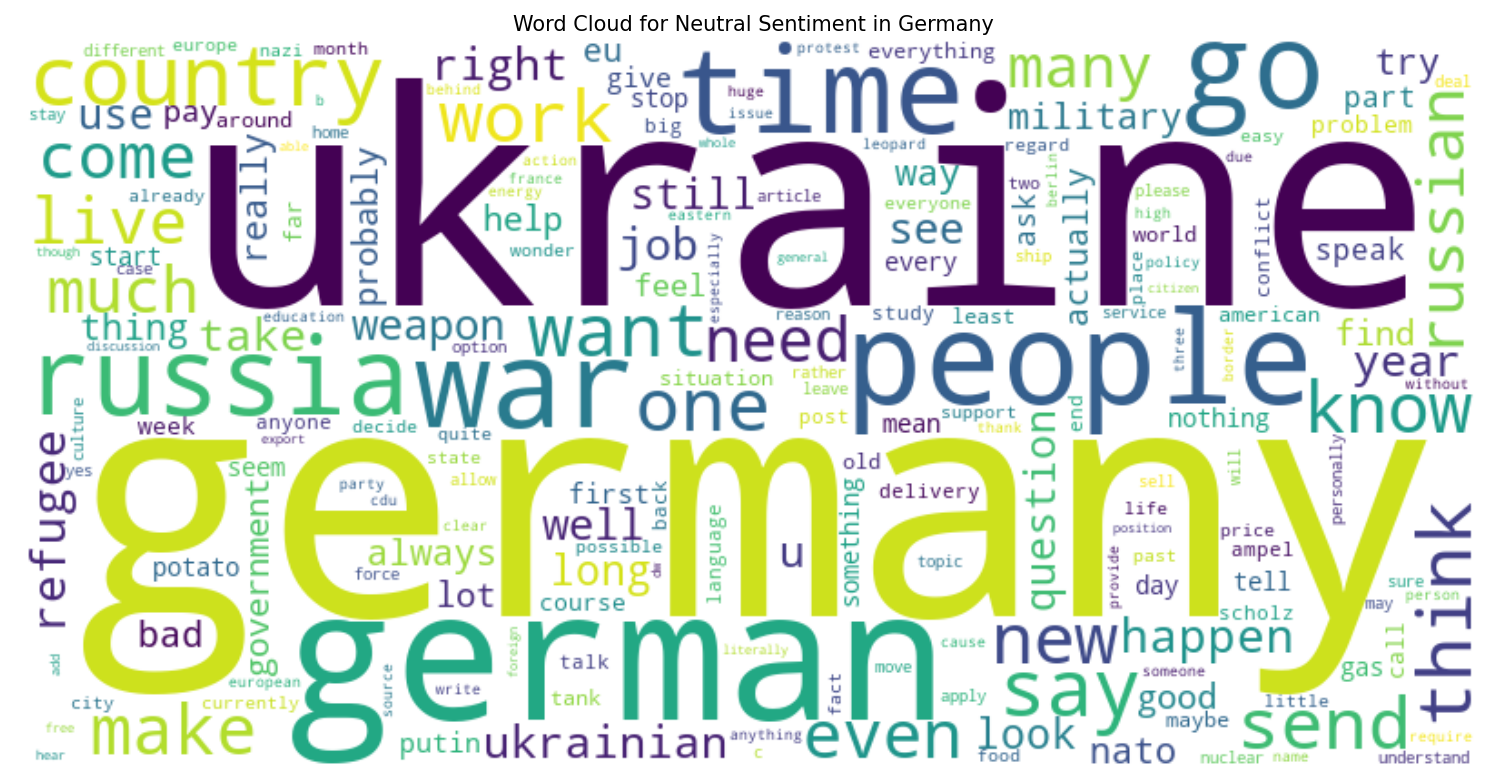 Word Cloud for Neutral Sentiment in Germany
different europe nazi month
protest everything
country right eu time many go try
give behind huge deal
stay use pay around b work stop issue military part
big home problem
come really able whole leopard regard easy russian
probably action france energy still article way two berlin due please
already everyone ask actually high
live far help eastern job see world conflict speak
though start wonder general every ship place policy
case feel especially citizen
much ukraine
thing take education weapon want need reason study least service american find
discussion option people three border year
russia war one situation rather leave know without
culture week anyone decide post mean support thank nothing
export quite end
refugee yes seem state old question will personally
party allow first back delivery sell
cdu germany
government clear well language something life position price
potato always possible u topic past ampel
force long dw provide day tell sure think
lot course scholz may person
bad german new happen
add talk literally cause call
foreign move someone gas
european source write say
city currently tank fact apply good little
free make maybe send
hear putin ukrainian anything c even look nato require
food nuclear name understand